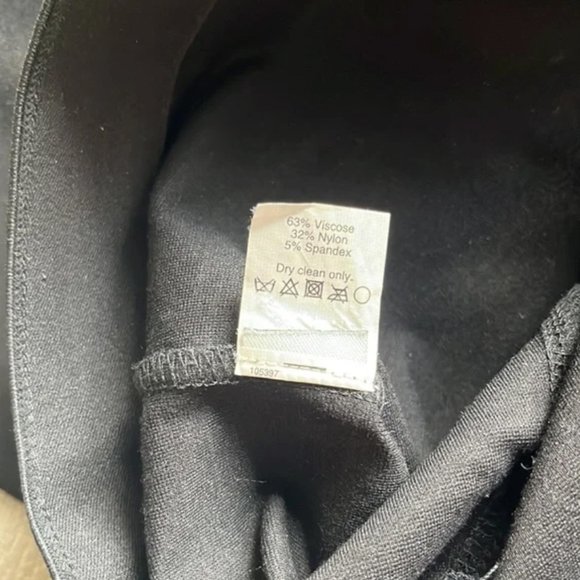 63% Viscose
32% Nylon
5% Spandex
Dry clean only.
105397